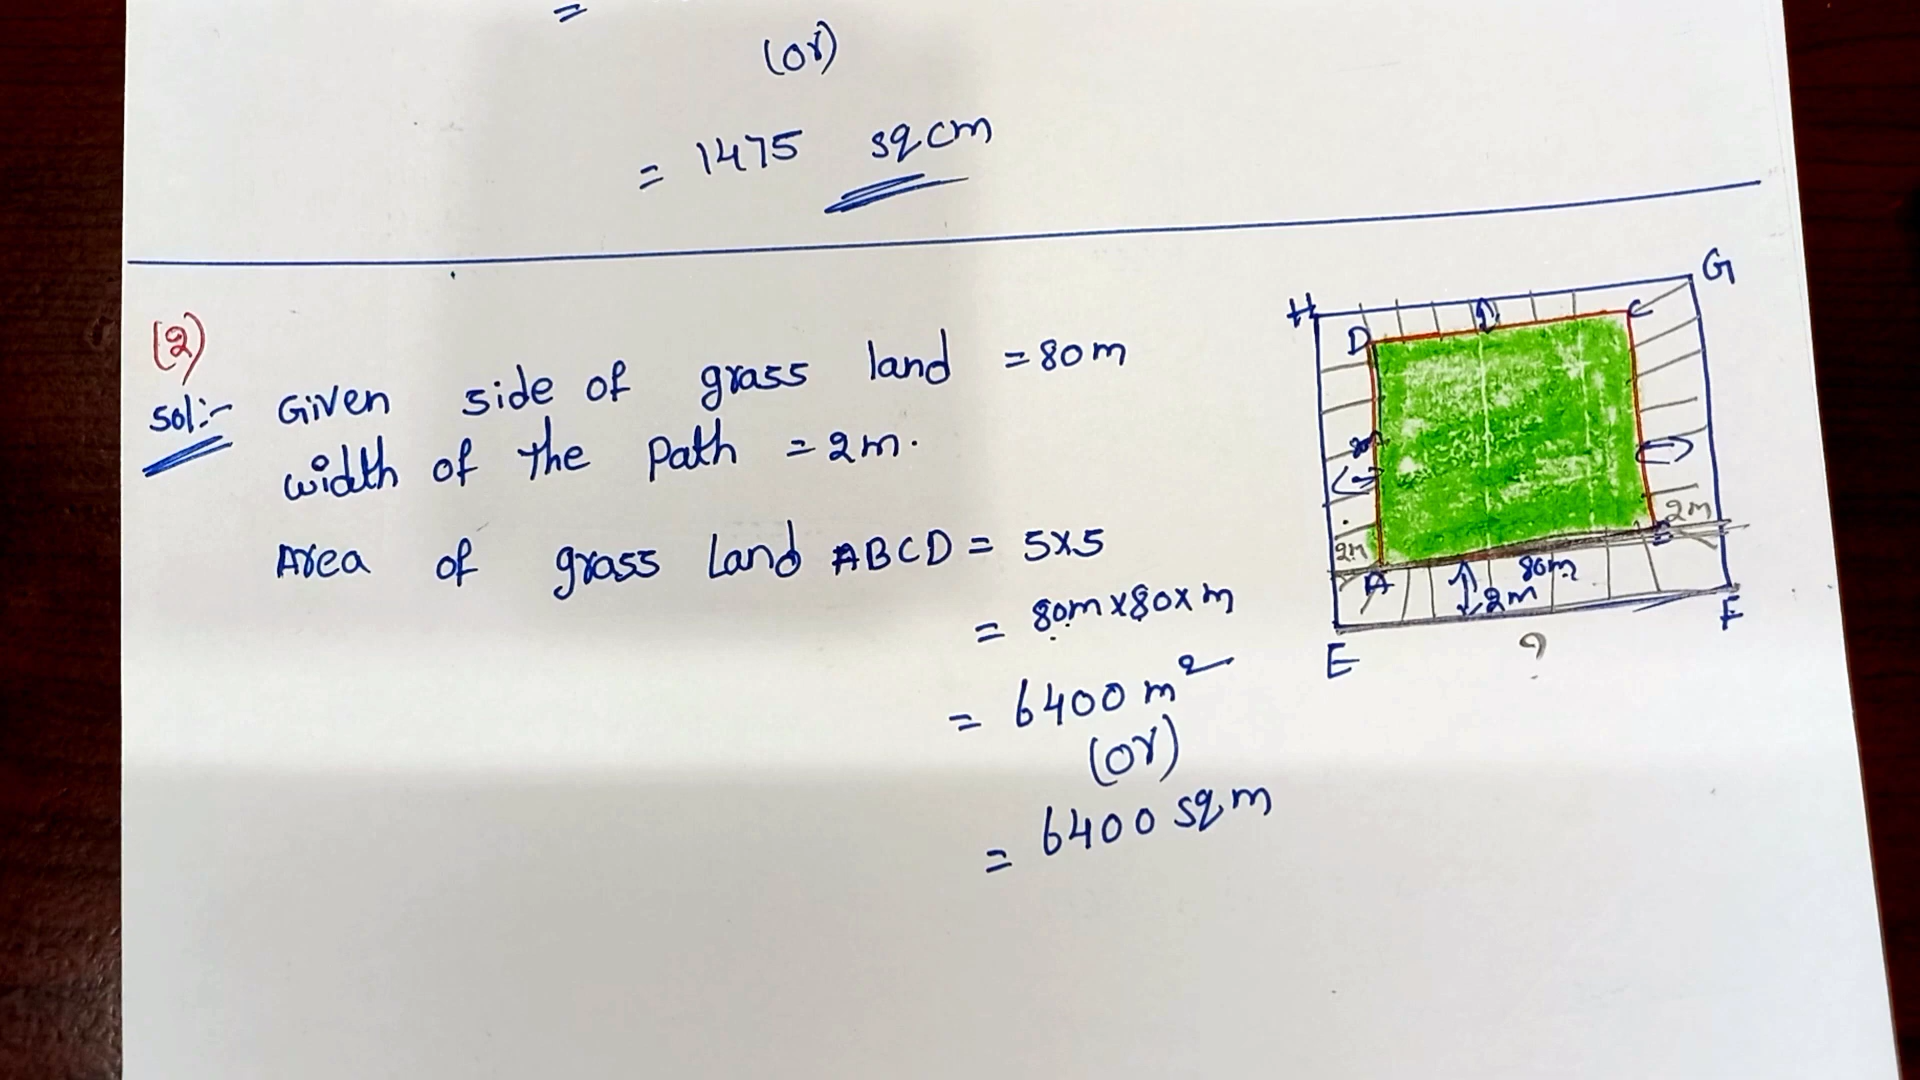 =
(or)
= 1475 sqcm
(2)
Sol:- Given side of grass land = 80m
width of the Path = 2m.
Area of grass Land ABCD = S×S
= 80m×80×m
= 6400 m²
(or)
= 6400 sqm
H
G
D
C
2m
2m
2m
A
B
80m
2m
E
F
?